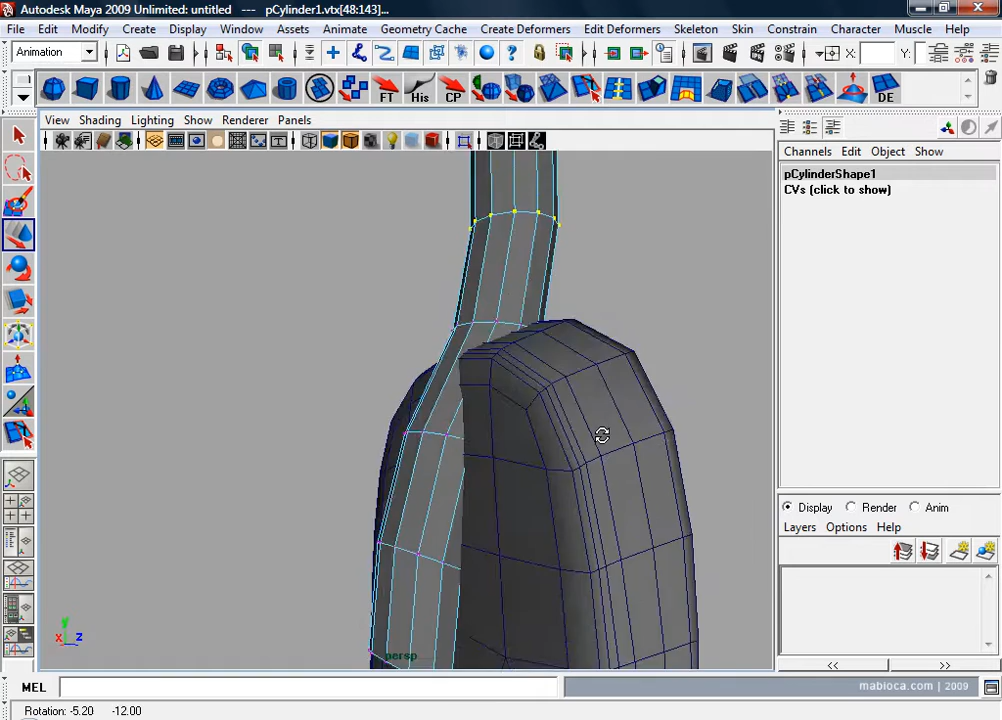 Autodesk Maya 2009 Unlimited: untitled --- pCylinder1.vtx[48:143]...
File Edit Modify Create Display Window Assets Animate Geometry Cache Create Deformers Edit Deformers Skeleton Skin Constrain Character Muscle Help
Animation X: Y:
FT His CP DE
View Shading Lighting Show Renderer Panels
Channels Edit Object Show
pCylinderShape1
CVs (click to show)
Display Render Anim
Layers Options Help
y
x z
persp
<< >>
MEL
mabioca.com | 2009
Rotation: -5.20 -12.00